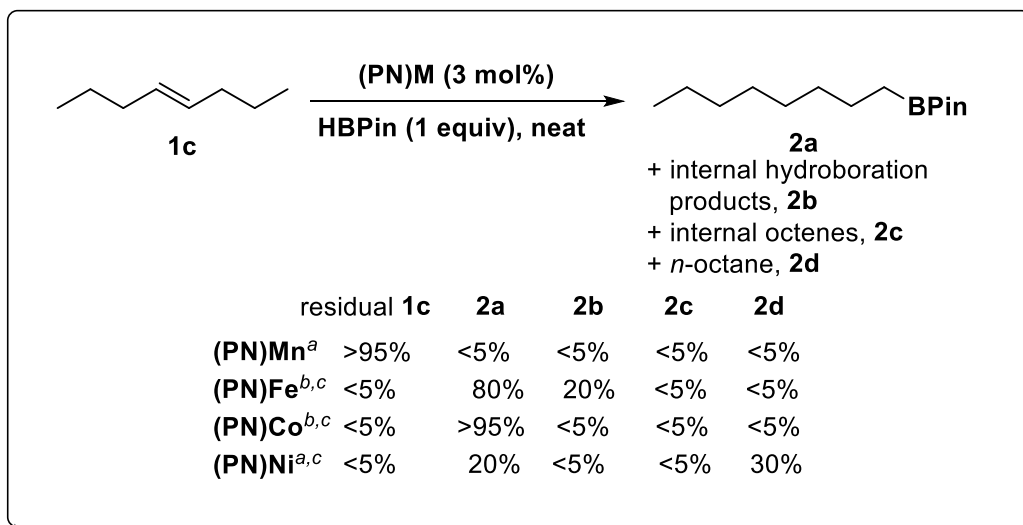 (PN)M (3 mol%)
HBPin (1 equiv), neat
1c
BPin
2a
+ internal hydroboration
products, 2b
+ internal octenes, 2c
+ n-octane, 2d
residual 1c 2a 2b 2c 2d
(PN)Mnᵃ >95% <5% <5% <5% <5%
(PN)Feᵇ,ᶜ <5% 80% 20% <5% <5%
(PN)Coᵇ,ᶜ <5% >95% <5% <5% <5%
(PN)Niᵃ,ᶜ <5% 20% <5% <5% 30%